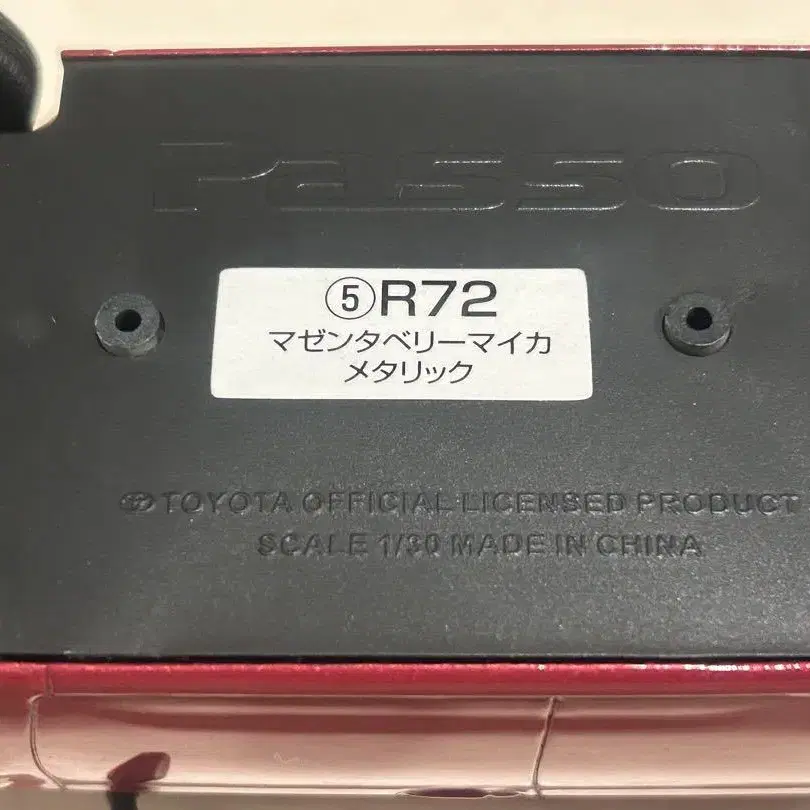 Passo
⑤R72
マゼンタベリーマイカ
メタリック
TOYOTA OFFICIAL LICENSED PRODUCT
SCALE 1/30 MADE IN CHINA